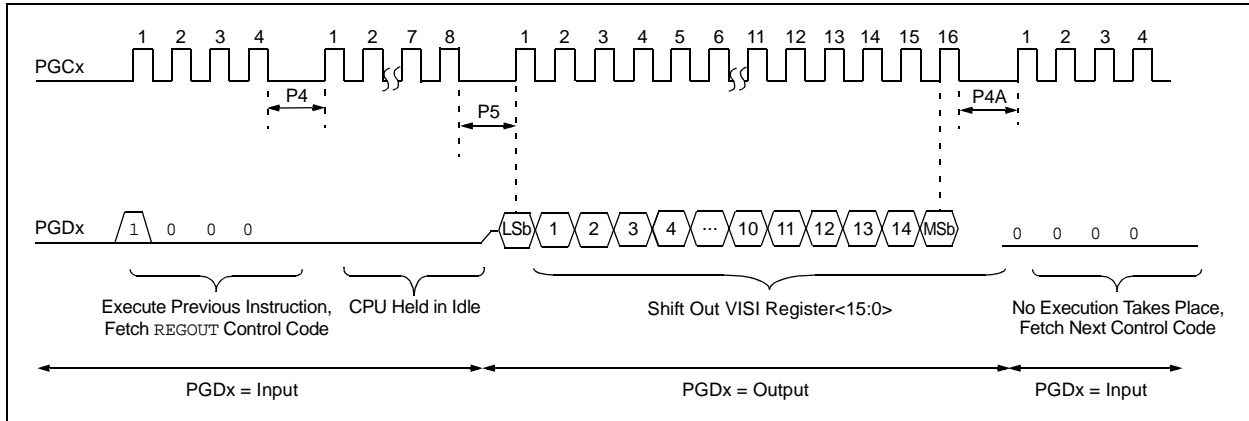 1 2 3 4 1 2 7 8 1 2 3 4 5 6 11 12 13 14 15 16 1 2 3 4
PGCx
P4 P5 P4A
PGDx
1 0 0 0 LSb 1 2 3 4 ... 10 11 12 13 14 MSb 0 0 0 0
Execute Previous Instruction,
Fetch REGOUT Control Code
CPU Held in Idle
Shift Out VISI Register<15:0>
No Execution Takes Place,
Fetch Next Control Code
PGDx = Input PGDx = Output PGDx = Input